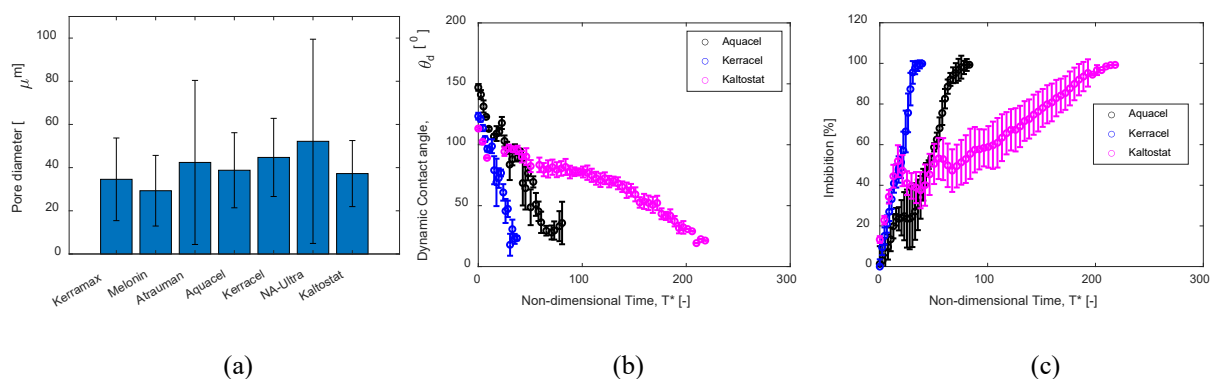 100
80
60
40
20
0
Pore diameter [ μm]
Kerramax
Melonin
Atrauman
Aquacel
Kerracel
NA-Ultra
Kaltostat
(a)
200
150
100
50
0
Dynamic Contact angle, θd [ 0]
Aquacel
Kerracel
Kaltostat
0 100 200 300
Non-dimensional Time, T* [-]
(b)
120
100
80
60
40
20
0
Imbibition [%]
Aquacel
Kerracel
Kaltostat
0 100 200 300
Non-dimensional Time, T* [-]
(c)